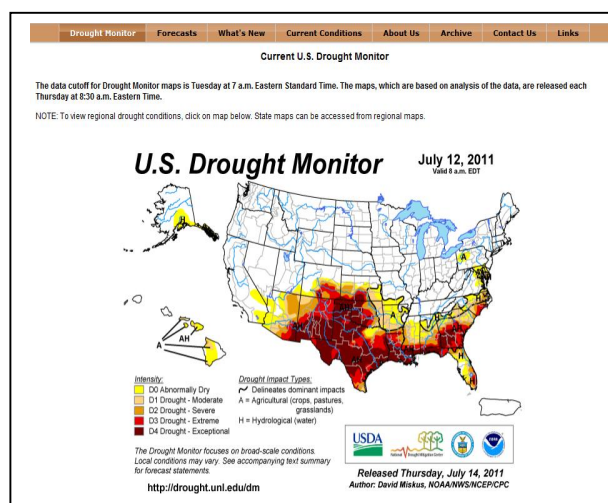 Drought Monitor Forecasts What's New Current Conditions About Us Archive Contact Us Links
Current U.S. Drought Monitor
The data cutoff for Drought Monitor maps is Tuesday at 7 a.m. Eastern Standard Time. The maps, which are based on analysis of the data, are released each
Thursday at 8:30 a.m. Eastern Time.
NOTE: To view regional drought conditions, click on map below. State maps can be accessed from regional maps.
U.S. Drought Monitor
July 12, 2011
Valid 8 a.m. EDT
H
A
A
AH
A
H
H
H
Intensity:
D0 Abnormally Dry
D1 Drought - Moderate
D2 Drought - Severe
D3 Drought - Extreme
D4 Drought - Exceptional
Drought Impact Types:
Delineates dominant impacts
A = Agricultural (crops, pastures,
grasslands)
H = Hydrological (water)
The Drought Monitor focuses on broad-scale conditions.
Local conditions may vary. See accompanying text summary
for forecast statements.
http://drought.unl.edu/dm
USDA
National Drought Mitigation Center
Released Thursday, July 14, 2011
Author: David Miskus, NOAA/NWS/NCEP/CPC